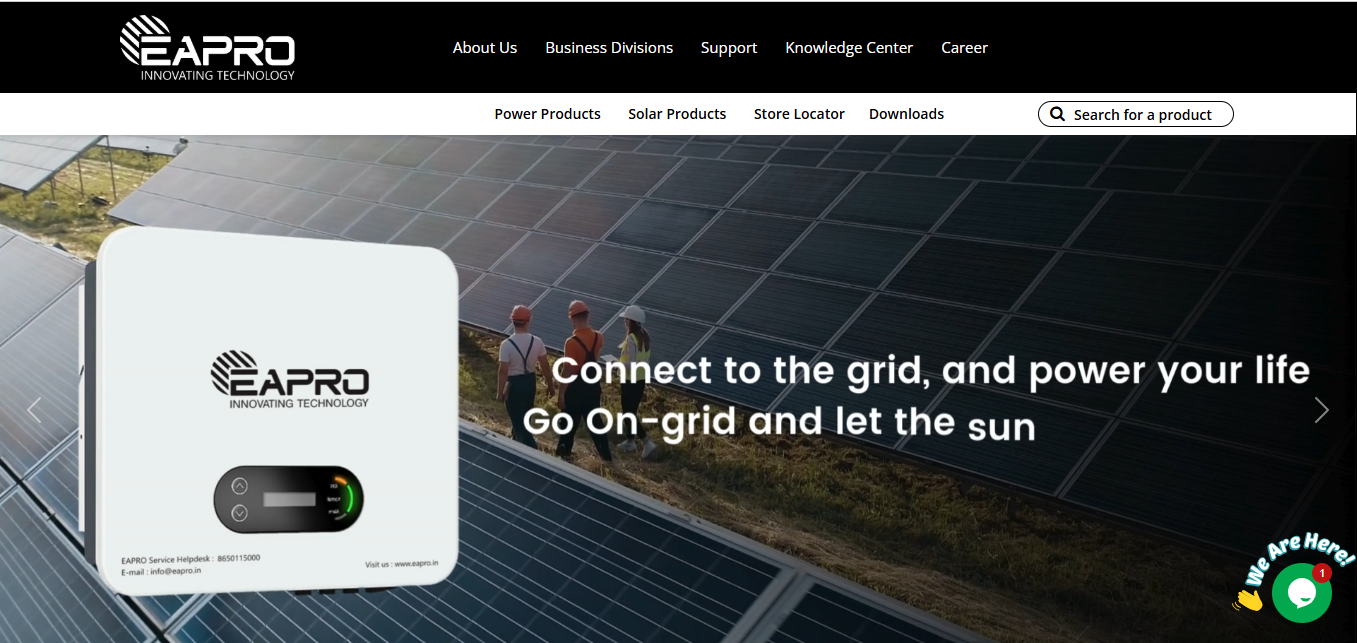 EAPRO
INNOVATING TECHNOLOGY
About Us Business Divisions Support Knowledge Center Career
Power Products Solar Products Store Locator Downloads Search for a product
Connect to the grid, and power your life
Go On-grid and let the sun
EAPRO
INNOVATING TECHNOLOGY
EAPRO Service Helpdesk : 8650115000
E-mail : info@eapro.in
Visit us : www.eapro.in
We Are Here!
1